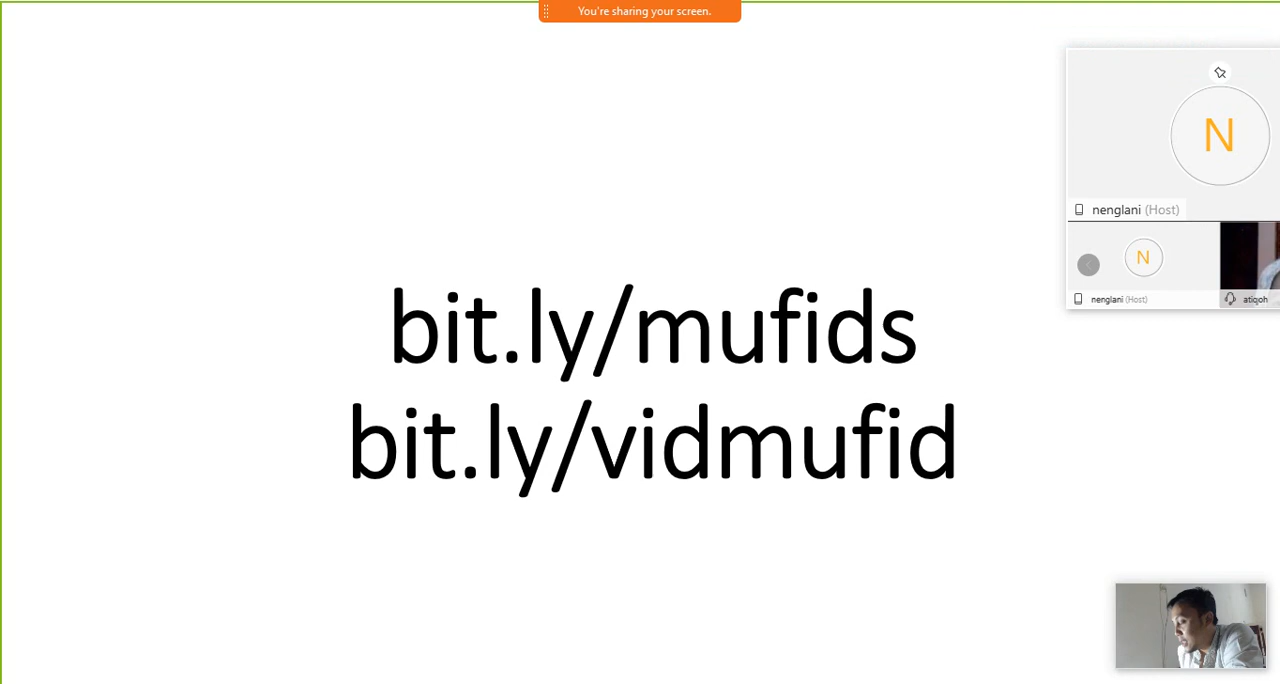 You're sharing your screen.
N
nenglani (Host)
N
nenglani (Host)
atiqoh
bit.ly/mufids
bit.ly/vidmufid